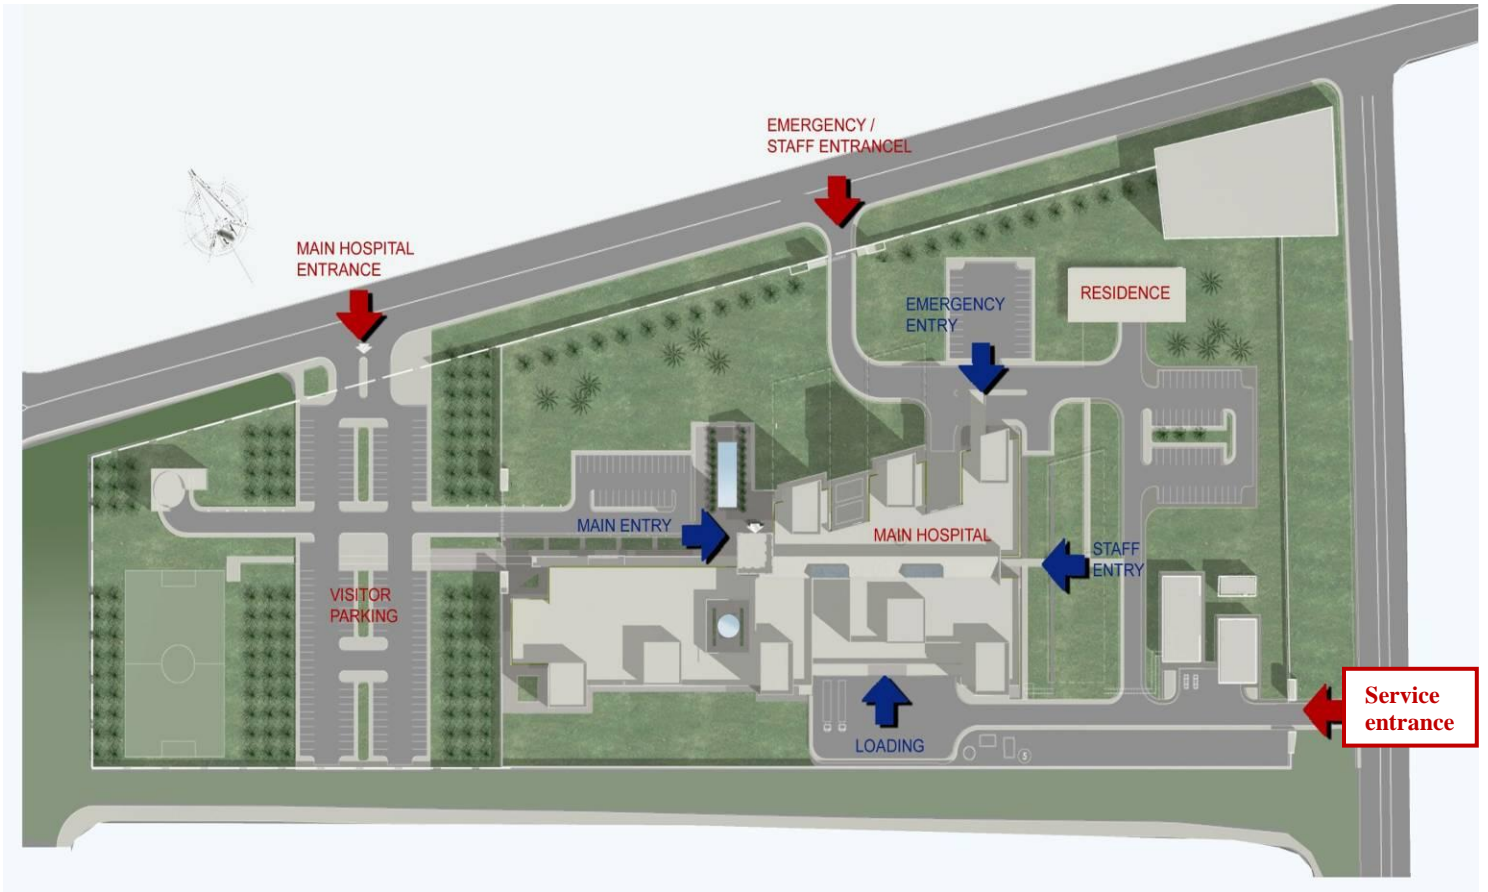 EMERGENCY /
STAFF ENTRANCEL
MAIN HOSPITAL
ENTRANCE
RESIDENCE
EMERGENCY
ENTRY
MAIN ENTRY
MAIN HOSPITAL
STAFF
ENTRY
VISITOR
PARKING
Service
entrance
LOADING